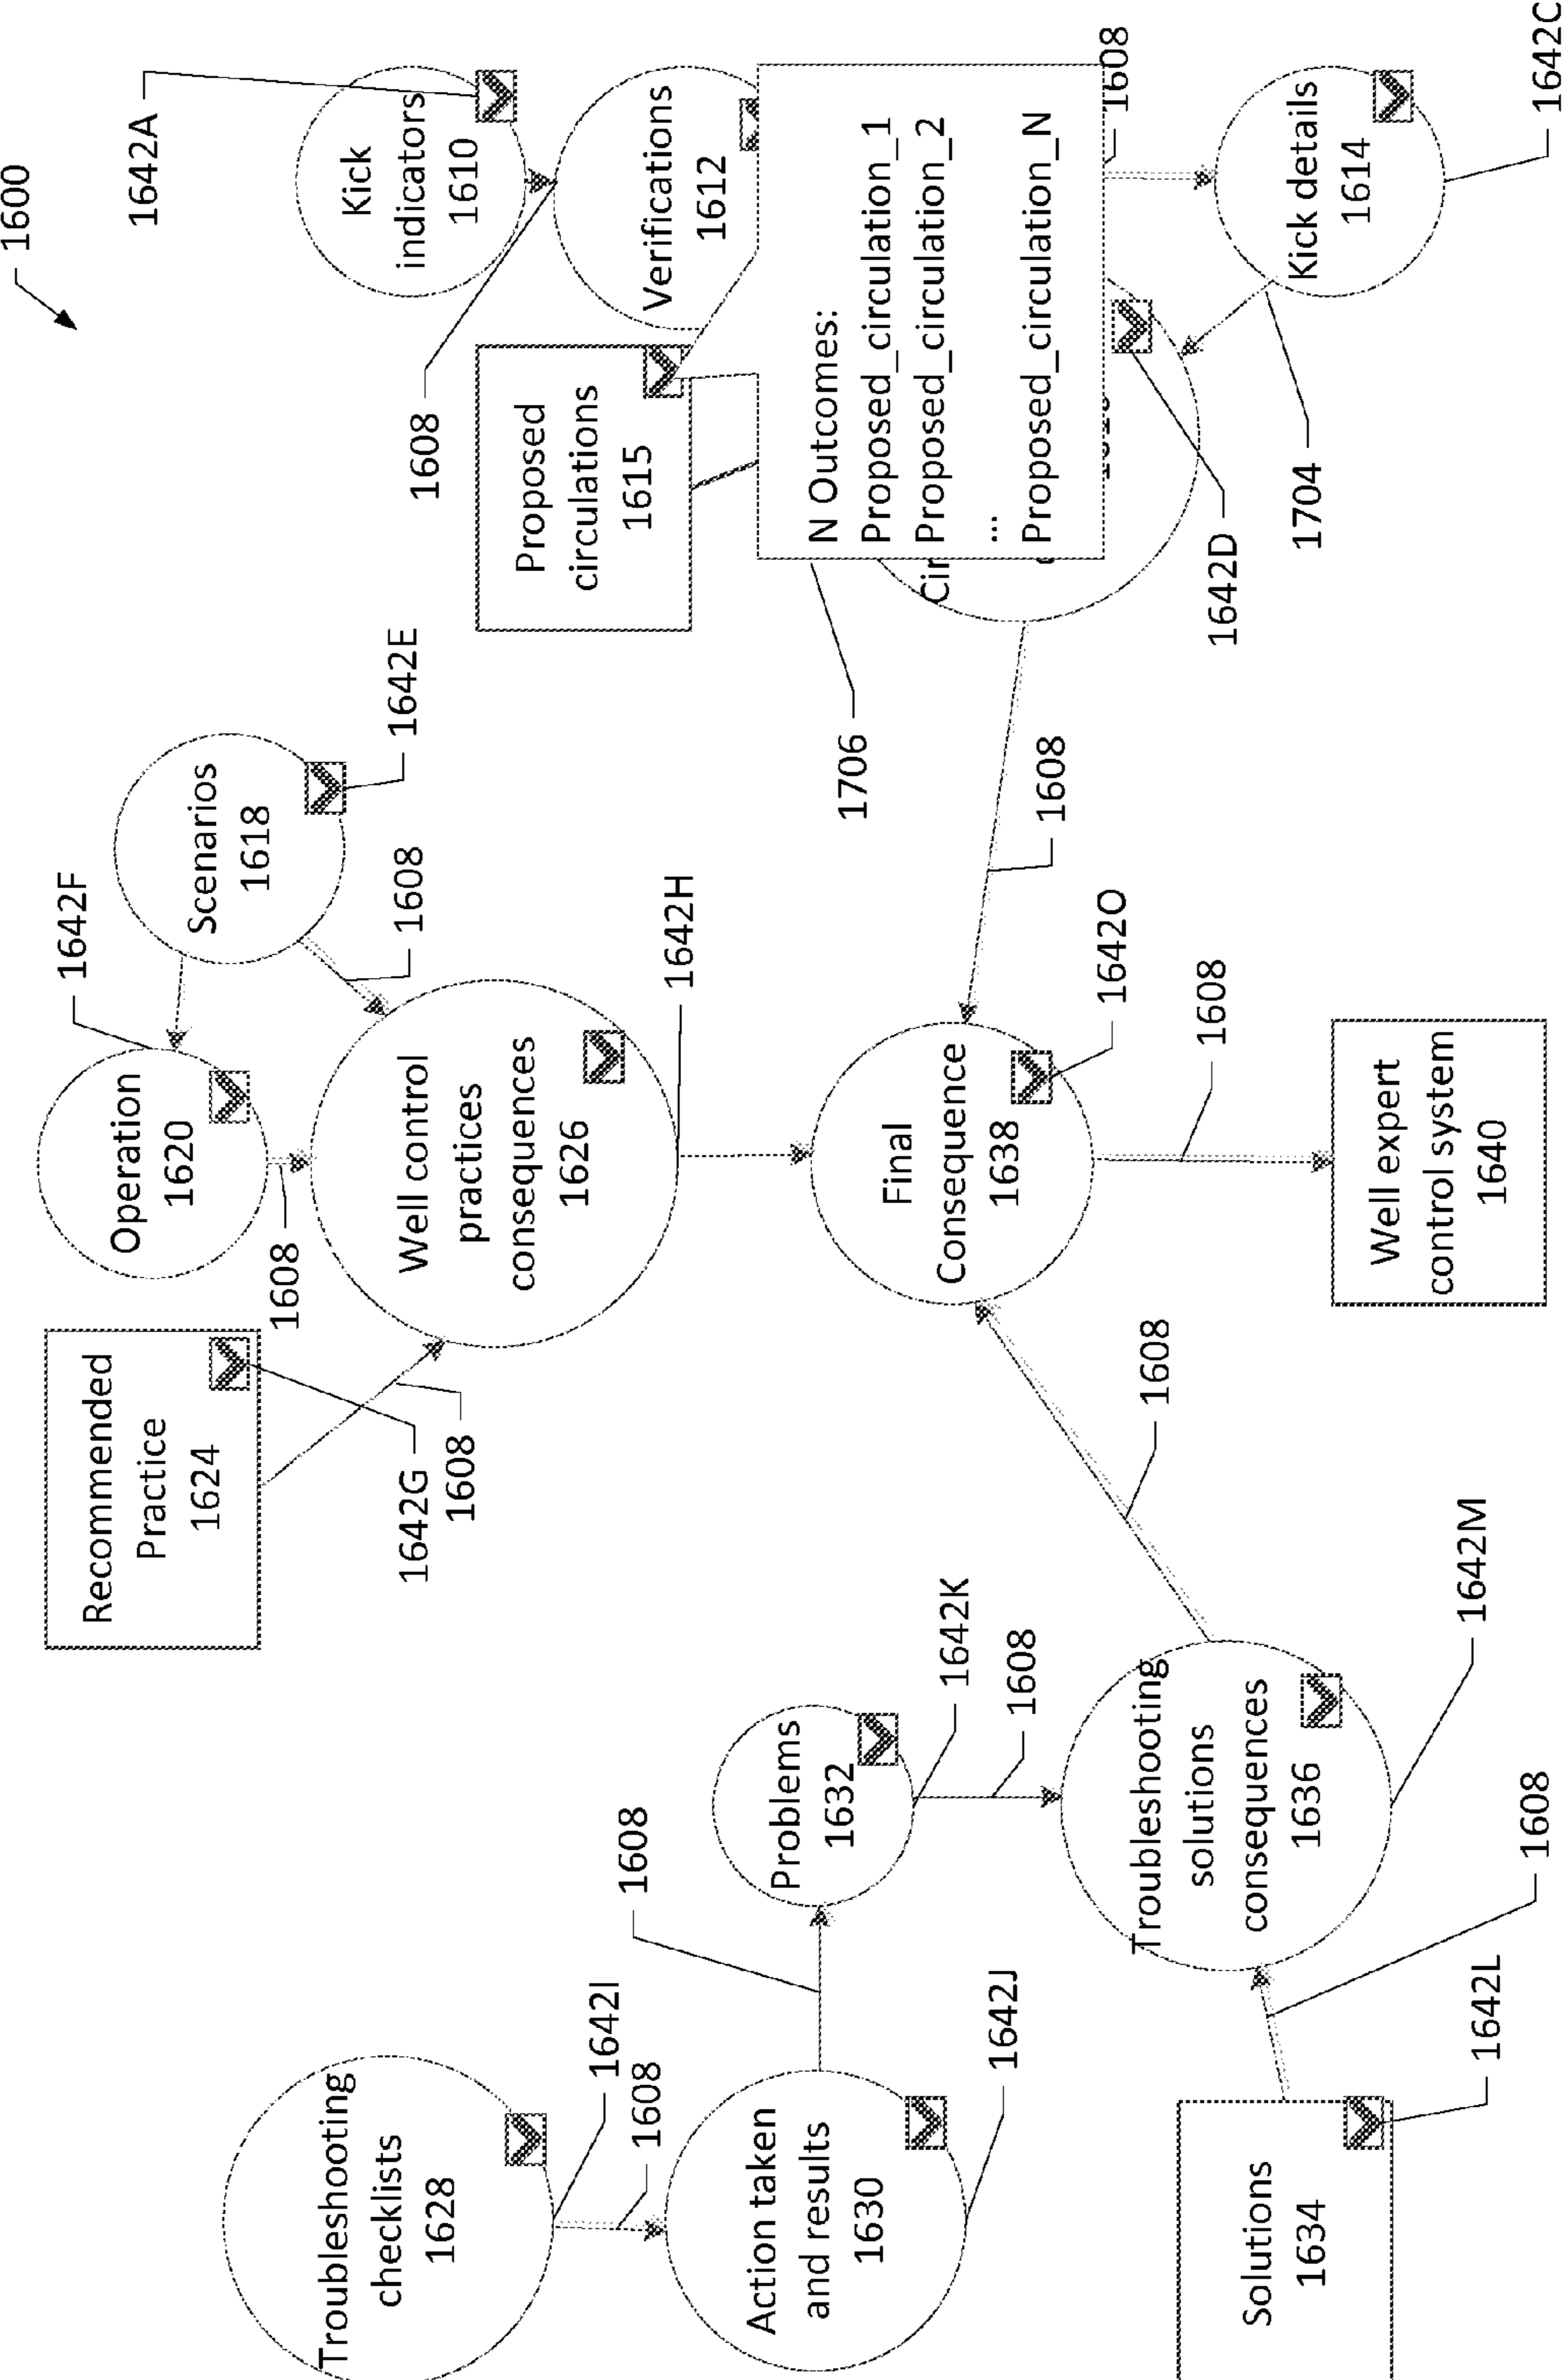 1600
Troubleshooting
checklists
1628
1642I
1608
Action taken
and results
1630
1642J
1608
Problems
1632
1642K
1608
Solutions
1634
1642L
1608
Troubleshooting
solutions
consequences
1636
1642M
1608
Recommended
Practice
1624
1642G
1608
Operation
1620
1642F
1608
Scenarios
1618
1642E
1608
Well control
practices
consequences
1626
1642H
Final
Consequence
1638
1642O
1608
Well expert
control system
1640
1608
Proposed
circulations
1615
1706
N Outcomes:
Proposed_circulation_1
Proposed_circulation_2
...
Proposed_circulation_N
Cir
1642D
1704
Kick
indicators
1610
1642A
1608
Verifications
1612
1608
Kick details
1614
1642C